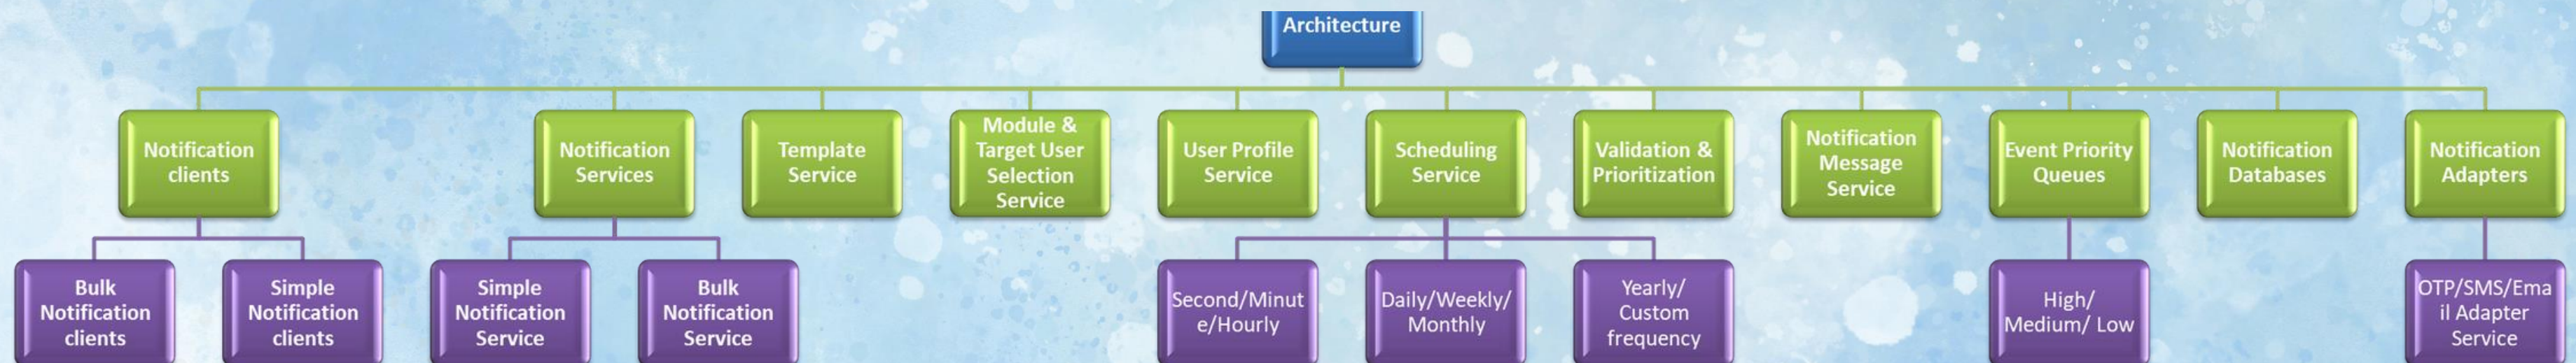 Architecture
Notification
clients
Notification
Services
Template
Service
Module &
Target User
Selection
Service
User Profile
Service
Scheduling
Service
Validation &
Prioritization
Notification
Message
Service
Event Priority
Queues
Notification
Databases
Notification
Adapters
Bulk
Notification
clients
Simple
Notification
clients
Simple
Notification
Service
Bulk
Notification
Service
Second/Minut
e/Hourly
Daily/Weekly/
Monthly
Yearly/
Custom
frequency
High/
Medium/ Low
OTP/SMS/Ema
il Adapter
Service